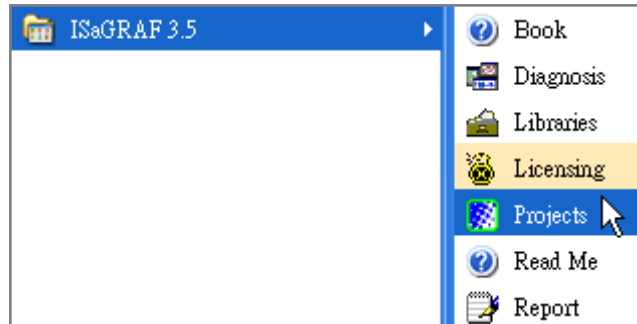 ISaGRAF 3.5
Book
Diagnosis
Libraries
Licensing
Projects
Read Me
Report